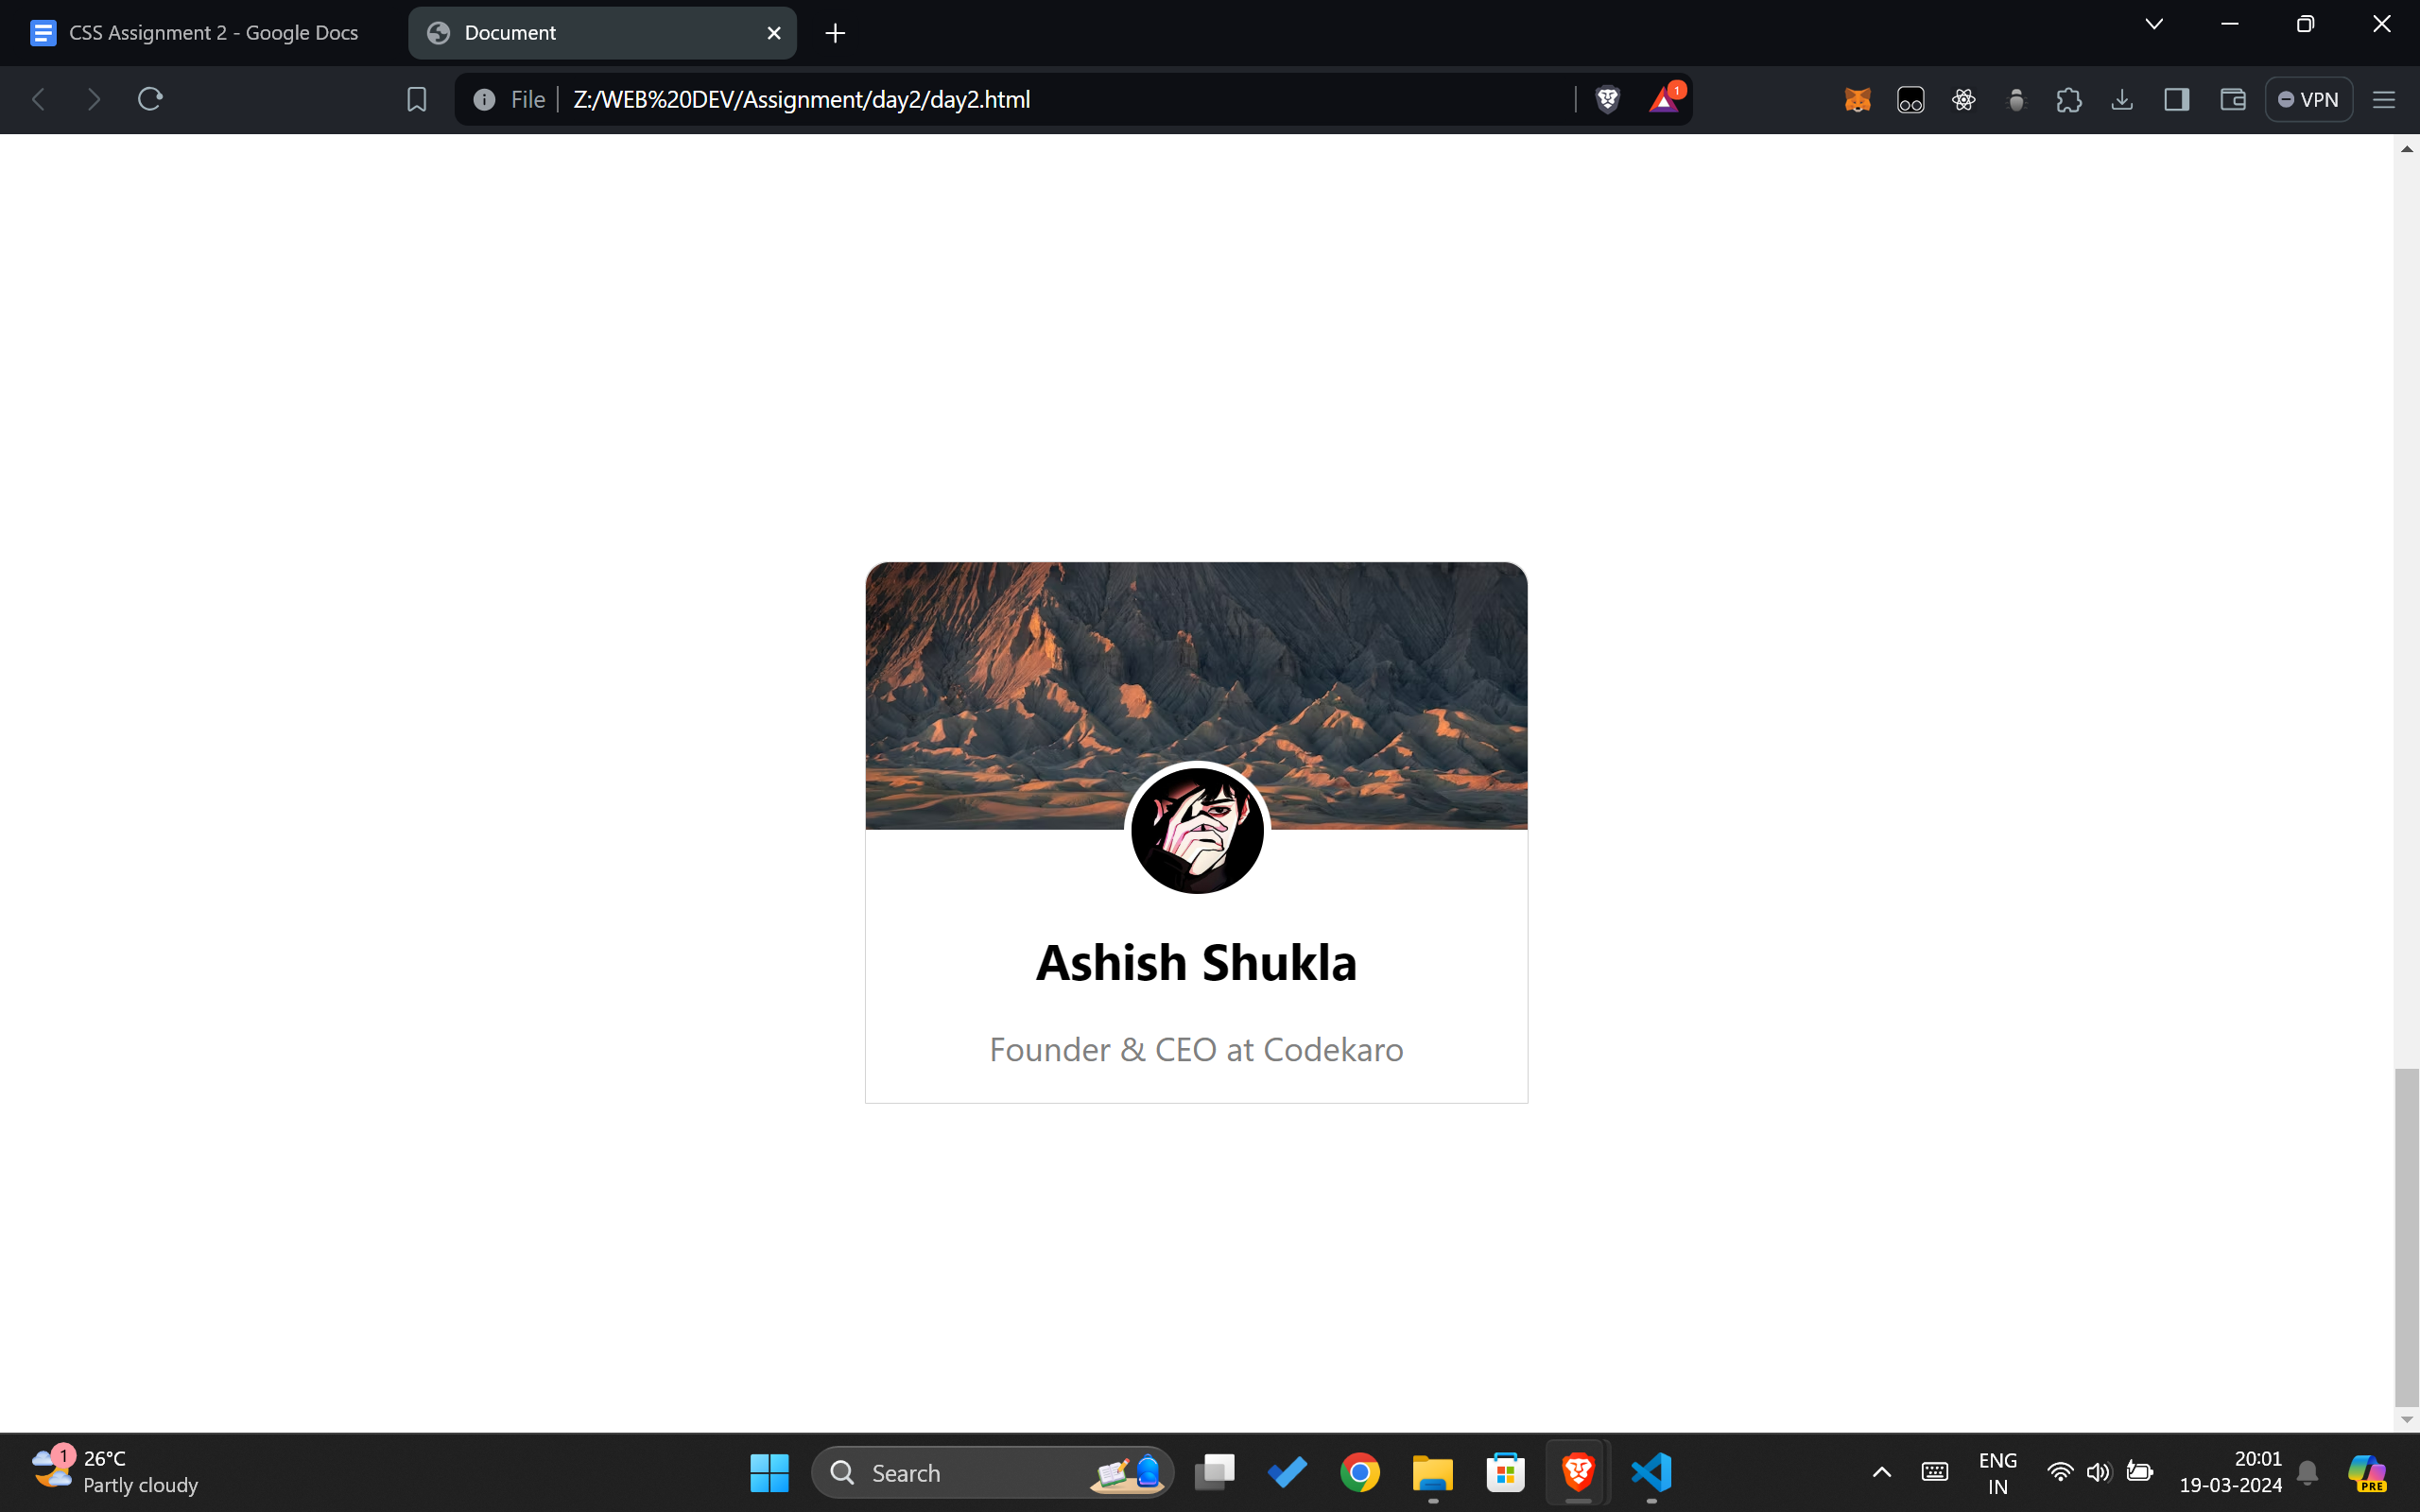 CSS Assignment 2 - Google Docs
Document
File
Z:/WEB%20DEV/Assignment/day2/day2.html
1
VPN
Ashish Shukla
Founder & CEO at Codekaro
1
26°C
Partly cloudy
Search
ENG
IN
20:01
19-03-2024
PRE